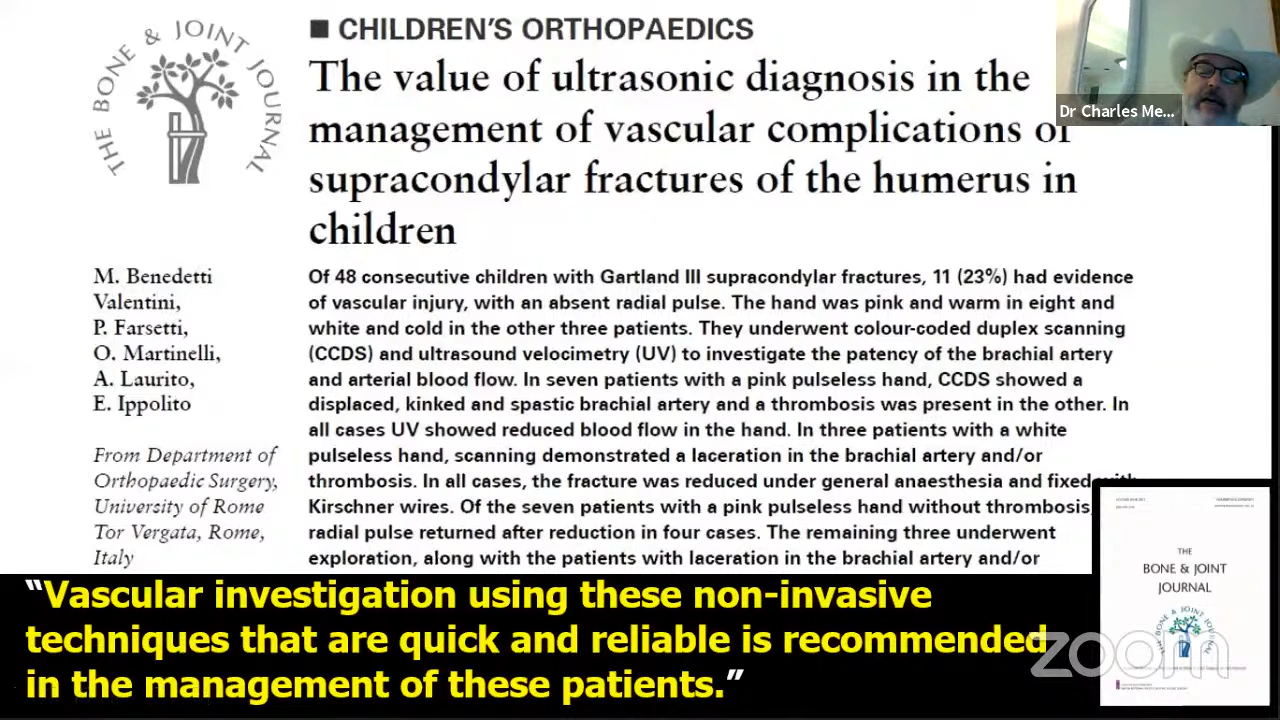 THE BONE & JOINT JOURNAL
■ CHILDREN'S ORTHOPAEDICS
The value of ultrasonic diagnosis in the
management of vascular complications of
supracondylar fractures of the humerus in
children
Dr Charles Me...
M. Benedetti
Valentini,
P. Farsetti,
O. Martinelli,
A. Laurito,
E. Ippolito
From Department of
Orthopaedic Surgery,
University of Rome
Tor Vergata, Rome,
Italy
Of 48 consecutive children with Gartland III supracondylar fractures, 11 (23%) had evidence
of vascular injury, with an absent radial pulse. The hand was pink and warm in eight and
white and cold in the other three patients. They underwent colour-coded duplex scanning
(CCDS) and ultrasound velocimetry (UV) to investigate the patency of the brachial artery
and arterial blood flow. In seven patients with a pink pulseless hand, CCDS showed a
displaced, kinked and spastic brachial artery and a thrombosis was present in the other. In
all cases UV showed reduced blood flow in the hand. In three patients with a white
pulseless hand, scanning demonstrated a laceration in the brachial artery and/or
thrombosis. In all cases, the fracture was reduced under general anaesthesia and fixed with
Kirschner wires. Of the seven patients with a pink pulseless hand without thrombosis,
radial pulse returned after reduction in four cases. The remaining three underwent
exploration, along with the patients with laceration in the brachial artery and/or
"Vascular investigation using these non-invasive
techniques that are quick and reliable is recommended
in the management of these patients."
THE
BONE & JOINT
JOURNAL
zoom